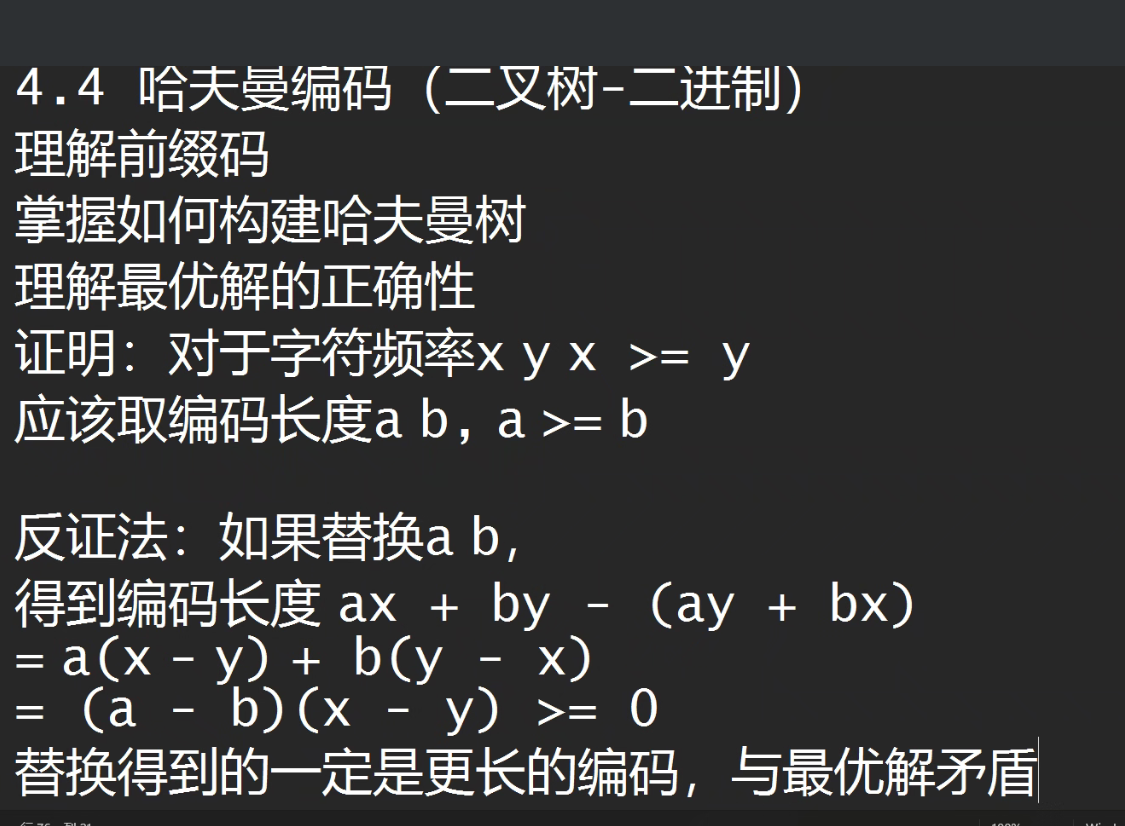 4.4 哈夫曼编码（二叉树-二进制）
理解前缀码
掌握如何构建哈夫曼树
理解最优解的正确性
证明：对于字符频率x y x >= y
应该取编码长度a b，a >= b
反证法：如果替换a b，
得到编码长度 ax + by - (ay + bx)
= a(x - y) + b(y - x)
= (a - b)(x - y) >= 0
替换得到的一定是更长的编码，与最优解矛盾